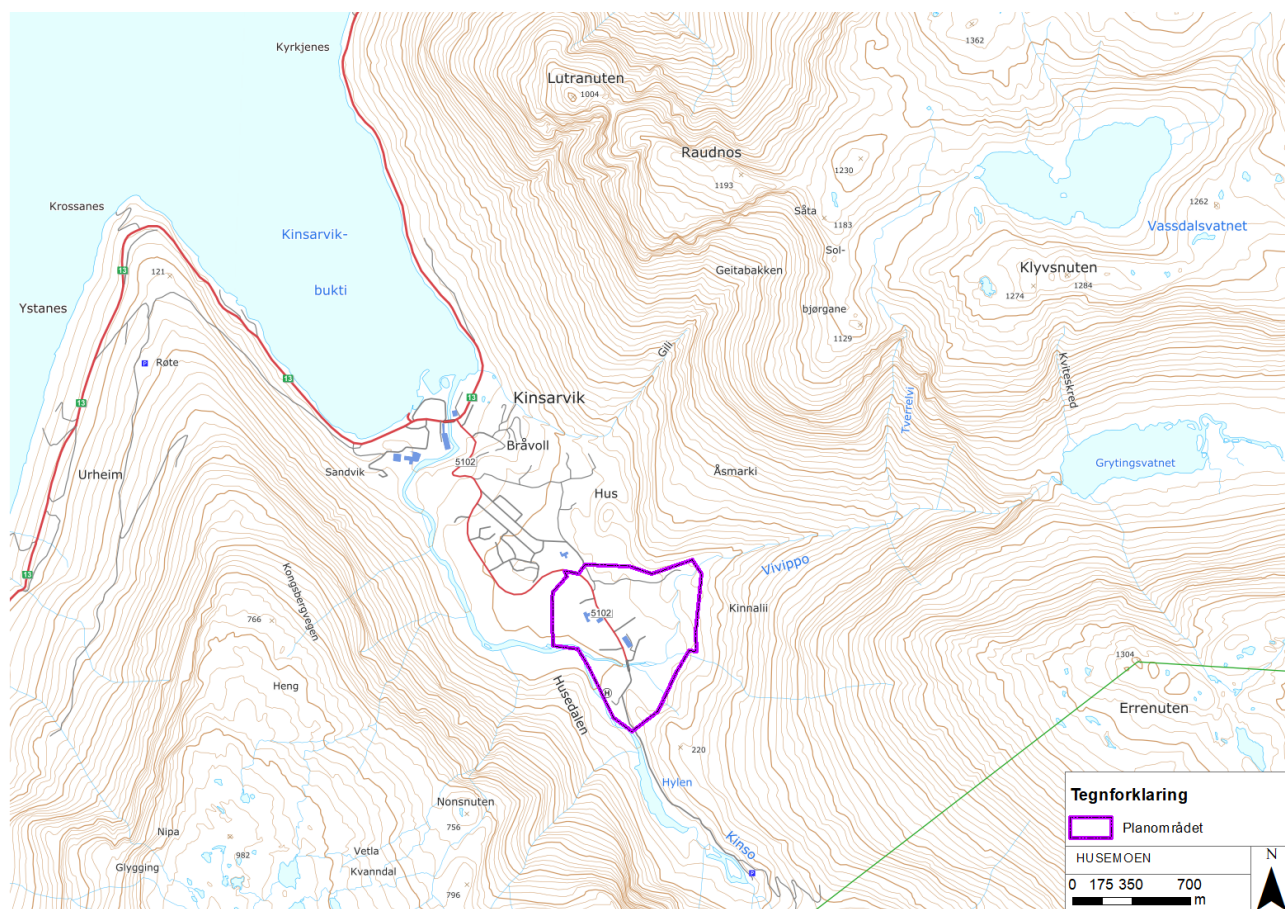 1362
Kyrkjenes
Lutranuten
1004
Raudnos
1193
1230
Krossanes
Såta
1183
1262
Vassdalsvatnet
Kinsarvik-
bukti
Sol-
Geitabakken
Klyvsnuten
1274
1284
13
121
Ystanes
bjørgane
1129
P
Røte
13
Gili
Kviteskred
13
13
Kinsarvik
Tverrelvi
Bråvoll
Sandvik
5102
Urheim
Åsmarki
Grytingsvatnet
Hus
13
Vivippo
Kongsbergvegen
766
5102
Kinnalii
Heng
Husedalen
H
1304
Errenuten
220
Hylen
Nonsnuten
756
Nipa
Glygging
982
Vetla
Kvanndal
796
Kinso
P
Tegnforklaring
Planområdet
HUSEMOEN
N
0 175 350 700
m